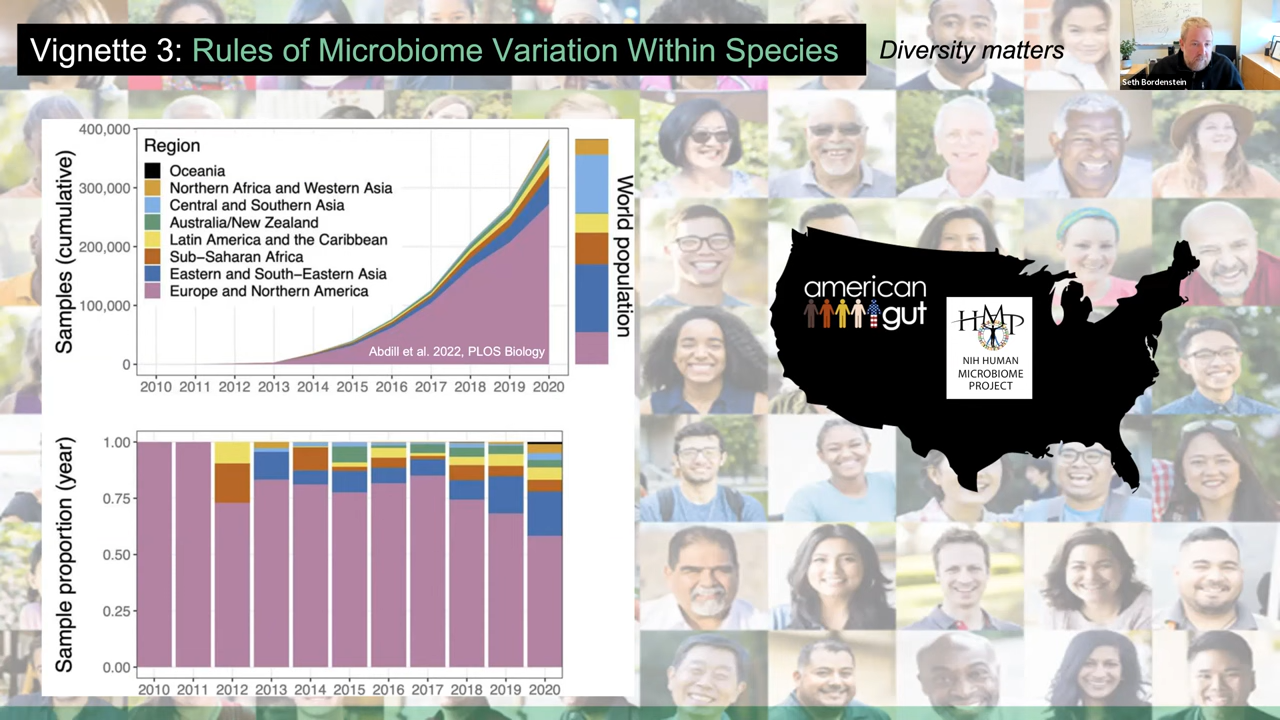 Vignette 3: Rules of Microbiome Variation Within Species
Diversity matters
Seth Bordenstein
Samples (cumulative)
400,000
300,000
200,000
100,000
0
Region
Oceania
Northern Africa and Western Asia
Central and Southern Asia
Australia/New Zealand
Latin America and the Caribbean
Sub−Saharan Africa
Eastern and South−Eastern Asia
Europe and Northern America
Abdill et al. 2022, PLOS Biology
2010 2011 2012 2013 2014 2015 2016 2017 2018 2019 2020
World population
Sample proportion (year)
1.00
0.75
0.50
0.25
0.00
2010 2011 2012 2013 2014 2015 2016 2017 2018 2019 2020
american
gut
HMP
NIH HUMAN
MICROBIOME
PROJECT